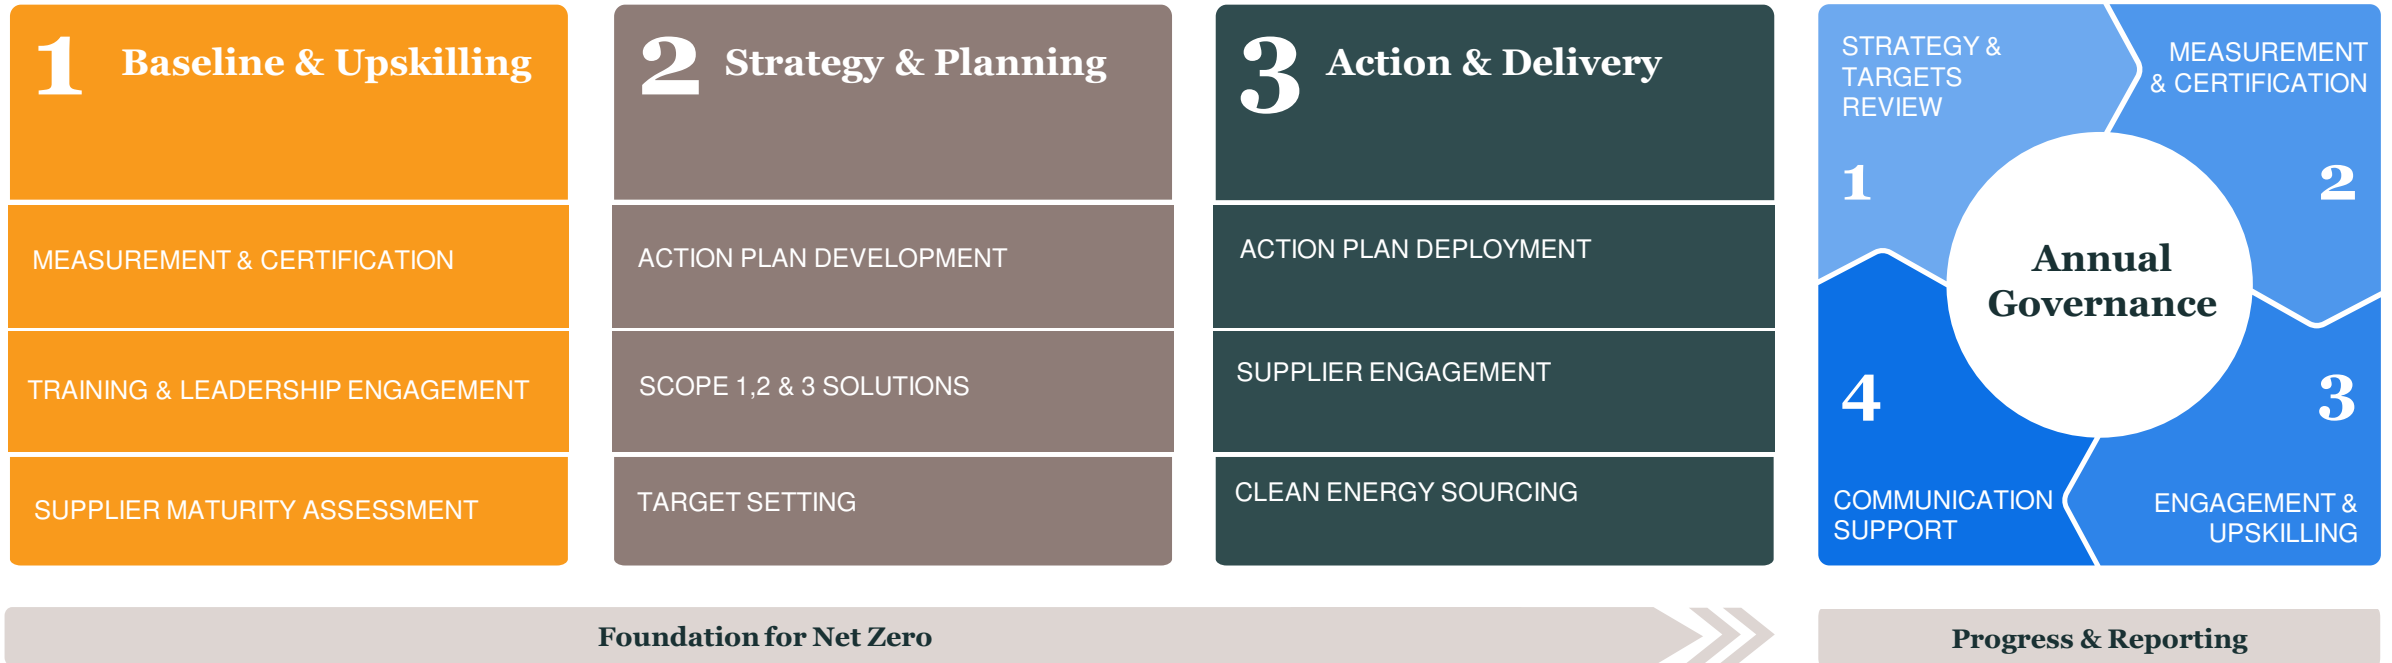 1 Baseline & Upskilling
MEASUREMENT & CERTIFICATION
TRAINING & LEADERSHIP ENGAGEMENT
SUPPLIER MATURITY ASSESSMENT
2 Strategy & Planning
ACTION PLAN DEVELOPMENT
SCOPE 1,2 & 3 SOLUTIONS
TARGET SETTING
3 Action & Delivery
ACTION PLAN DEPLOYMENT
SUPPLIER ENGAGEMENT
CLEAN ENERGY SOURCING
STRATEGY &
TARGETS
REVIEW
1
MEASUREMENT
& CERTIFICATION
2
Annual
Governance
3
ENGAGEMENT &
UPSKILLING
4
COMMUNICATION
SUPPORT
Foundation for Net Zero
Progress & Reporting